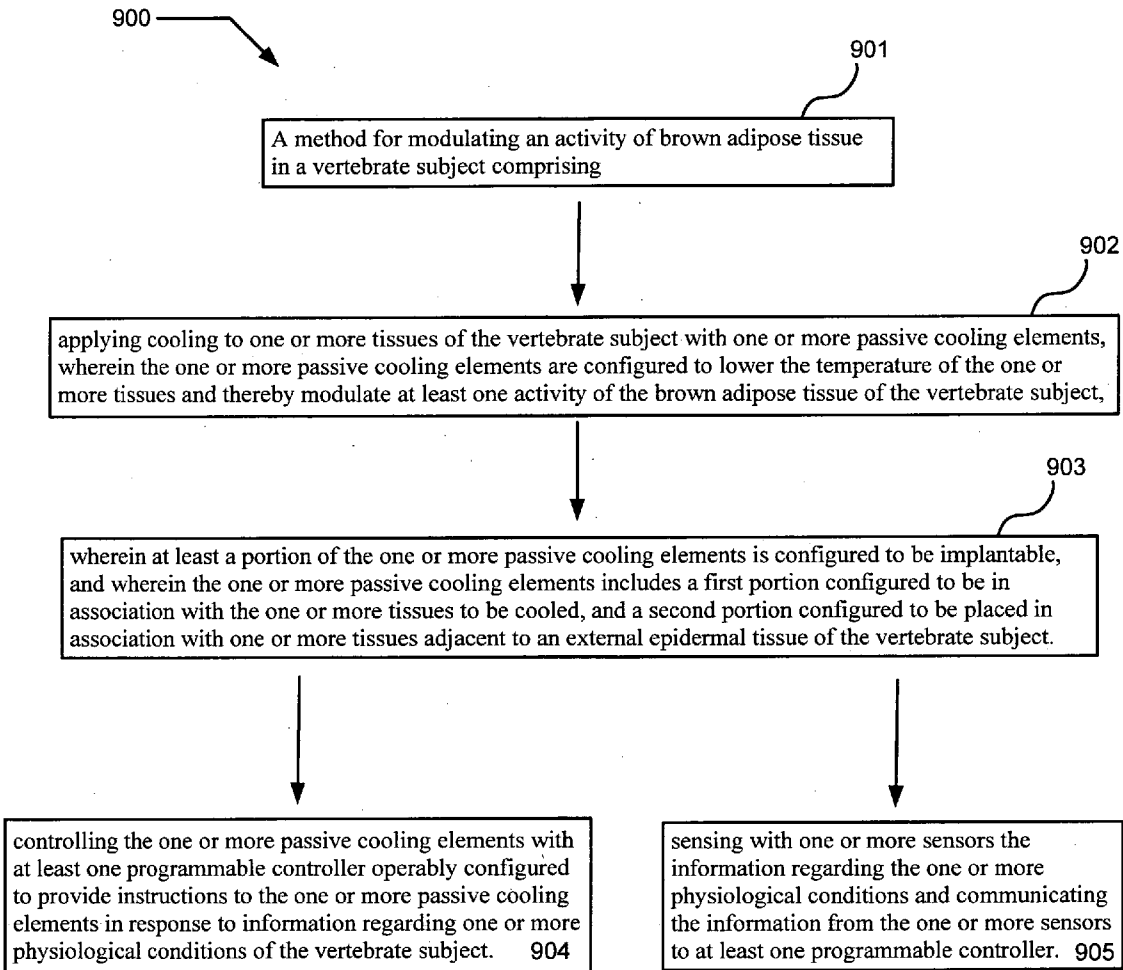 900
901
A method for modulating an activity of brown adipose tissue
in a vertebrate subject comprising
902
applying cooling to one or more tissues of the vertebrate subject with one or more passive cooling elements,
wherein the one or more passive cooling elements are configured to lower the temperature of the one or
more tissues and thereby modulate at least one activity of the brown adipose tissue of the vertebrate subject,
903
wherein at least a portion of the one or more passive cooling elements is configured to be implantable,
and wherein the one or more passive cooling elements includes a first portion configured to be in
association with the one or more tissues to be cooled, and a second portion configured to be placed in
association with one or more tissues adjacent to an external epidermal tissue of the vertebrate subject.
controlling the one or more passive cooling elements with
at least one programmable controller operably configured
to provide instructions to the one or more passive cooling
elements in response to information regarding one or more
physiological conditions of the vertebrate subject. 904
sensing with one or more sensors the
information regarding the one or more
physiological conditions and communicating
the information from the one or more sensors
to at least one programmable controller. 905